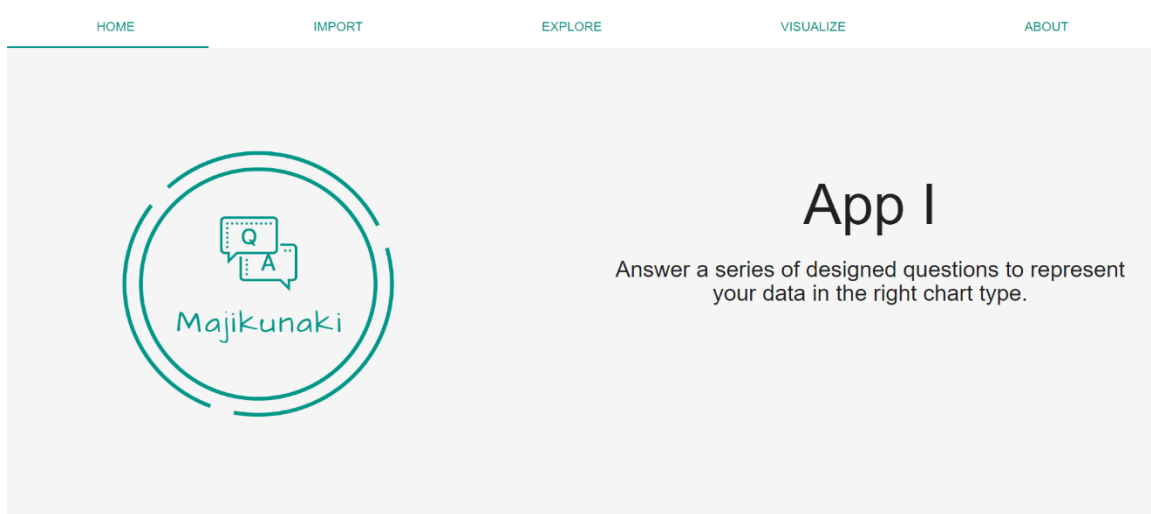 HOME IMPORT EXPLORE VISUALIZE ABOUT
Q
A
Majikunaki
App I
Answer a series of designed questions to represent
your data in the right chart type.